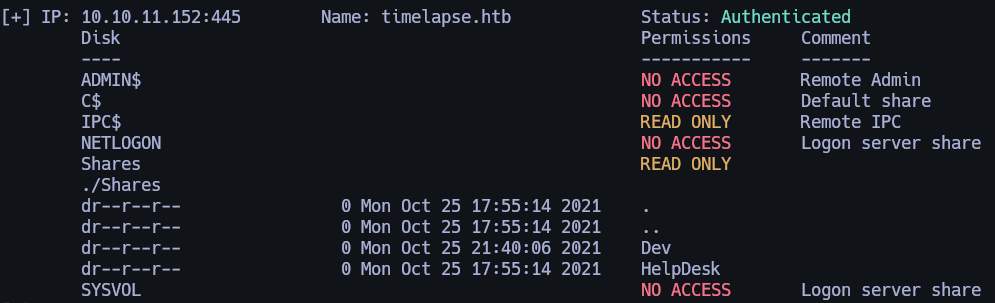 [+] IP: 10.10.11.152:445 Name: timelapse.htb Status: Authenticated
Disk Permissions Comment
---- ----------- -------
ADMIN$ NO ACCESS Remote Admin
C$ NO ACCESS Default share
IPC$ READ ONLY Remote IPC
NETLOGON NO ACCESS Logon server share
Shares READ ONLY
./Shares
dr--r--r-- 0 Mon Oct 25 17:55:14 2021 .
dr--r--r-- 0 Mon Oct 25 17:55:14 2021 ..
dr--r--r-- 0 Mon Oct 25 21:40:06 2021 Dev
dr--r--r-- 0 Mon Oct 25 17:55:14 2021 HelpDesk
SYSVOL NO ACCESS Logon server share